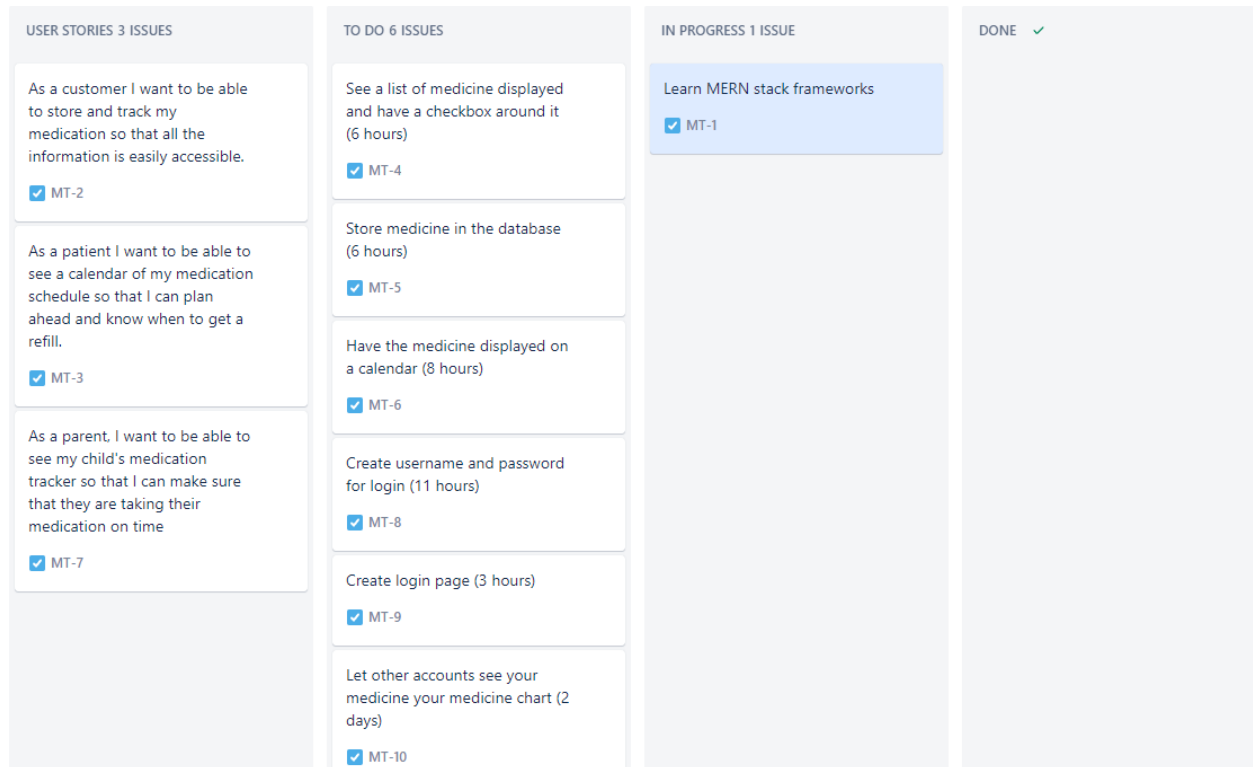 USER STORIES 3 ISSUES
As a customer I want to be able
to store and track my
medication so that all the
information is easily accessible.
MT-2
As a patient I want to be able to
see a calendar of my medication
schedule so that I can plan
ahead and know when to get a
refill.
MT-3
As a parent, I want to be able to
see my child's medication
tracker so that I can make sure
that they are taking their
medication on time
MT-7
TO DO 6 ISSUES
See a list of medicine displayed
and have a checkbox around it
(6 hours)
MT-4
Store medicine in the database
(6 hours)
MT-5
Have the medicine displayed on
a calendar (8 hours)
MT-6
Create username and password
for login (11 hours)
MT-8
Create login page (3 hours)
MT-9
Let other accounts see your
medicine your medicine chart (2
days)
MT-10
IN PROGRESS 1 ISSUE
Learn MERN stack frameworks
MT-1
DONE